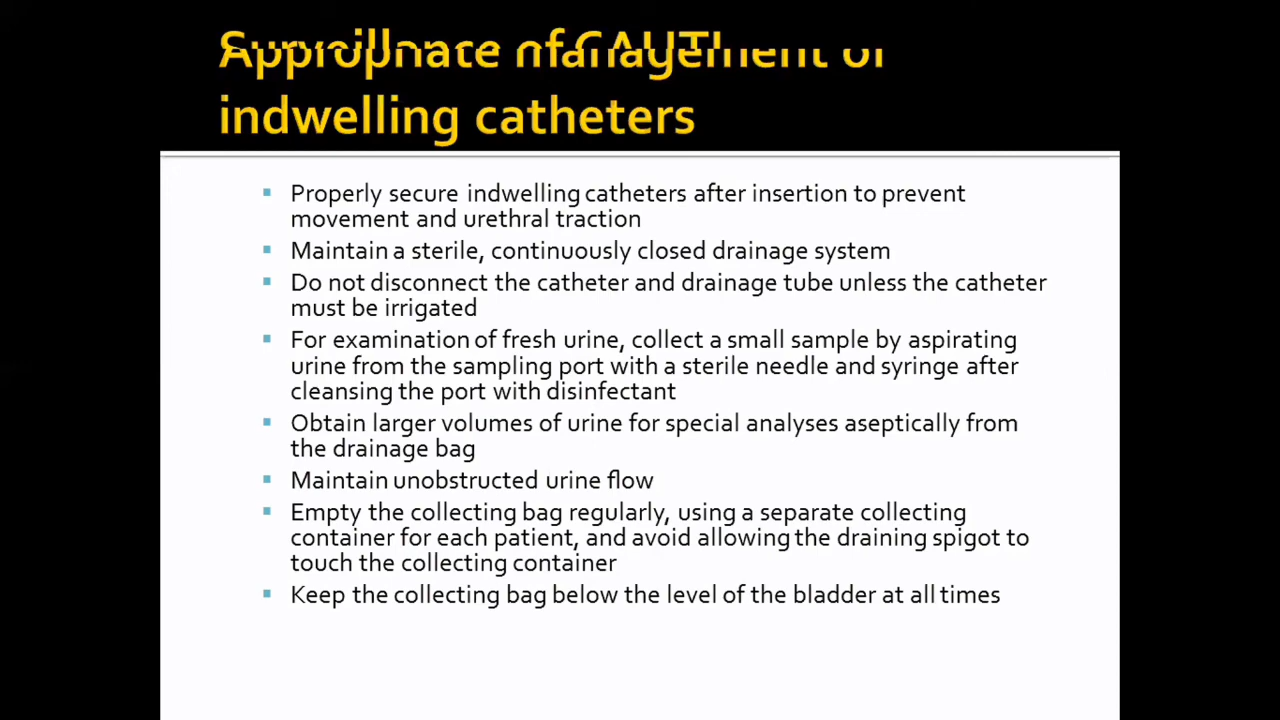 indwelling catheters
Properly secure indwelling catheters after insertion to prevent
movement and urethral traction
Maintain a sterile, continuously closed drainage system
Do not disconnect the catheter and drainage tube unless the catheter
must be irrigated
For examination of fresh urine, collect a small sample by aspirating
urine from the sampling port with a sterile needle and syringe after
cleansing the port with disinfectant
Obtain larger volumes of urine for special analyses aseptically from
the drainage bag
Maintain unobstructed urine flow
Empty the collecting bag regularly, using a separate collecting
container for each patient, and avoid allowing the draining spigot to
touch the collecting container
Keep the collecting bag below the level of the bladder at all times